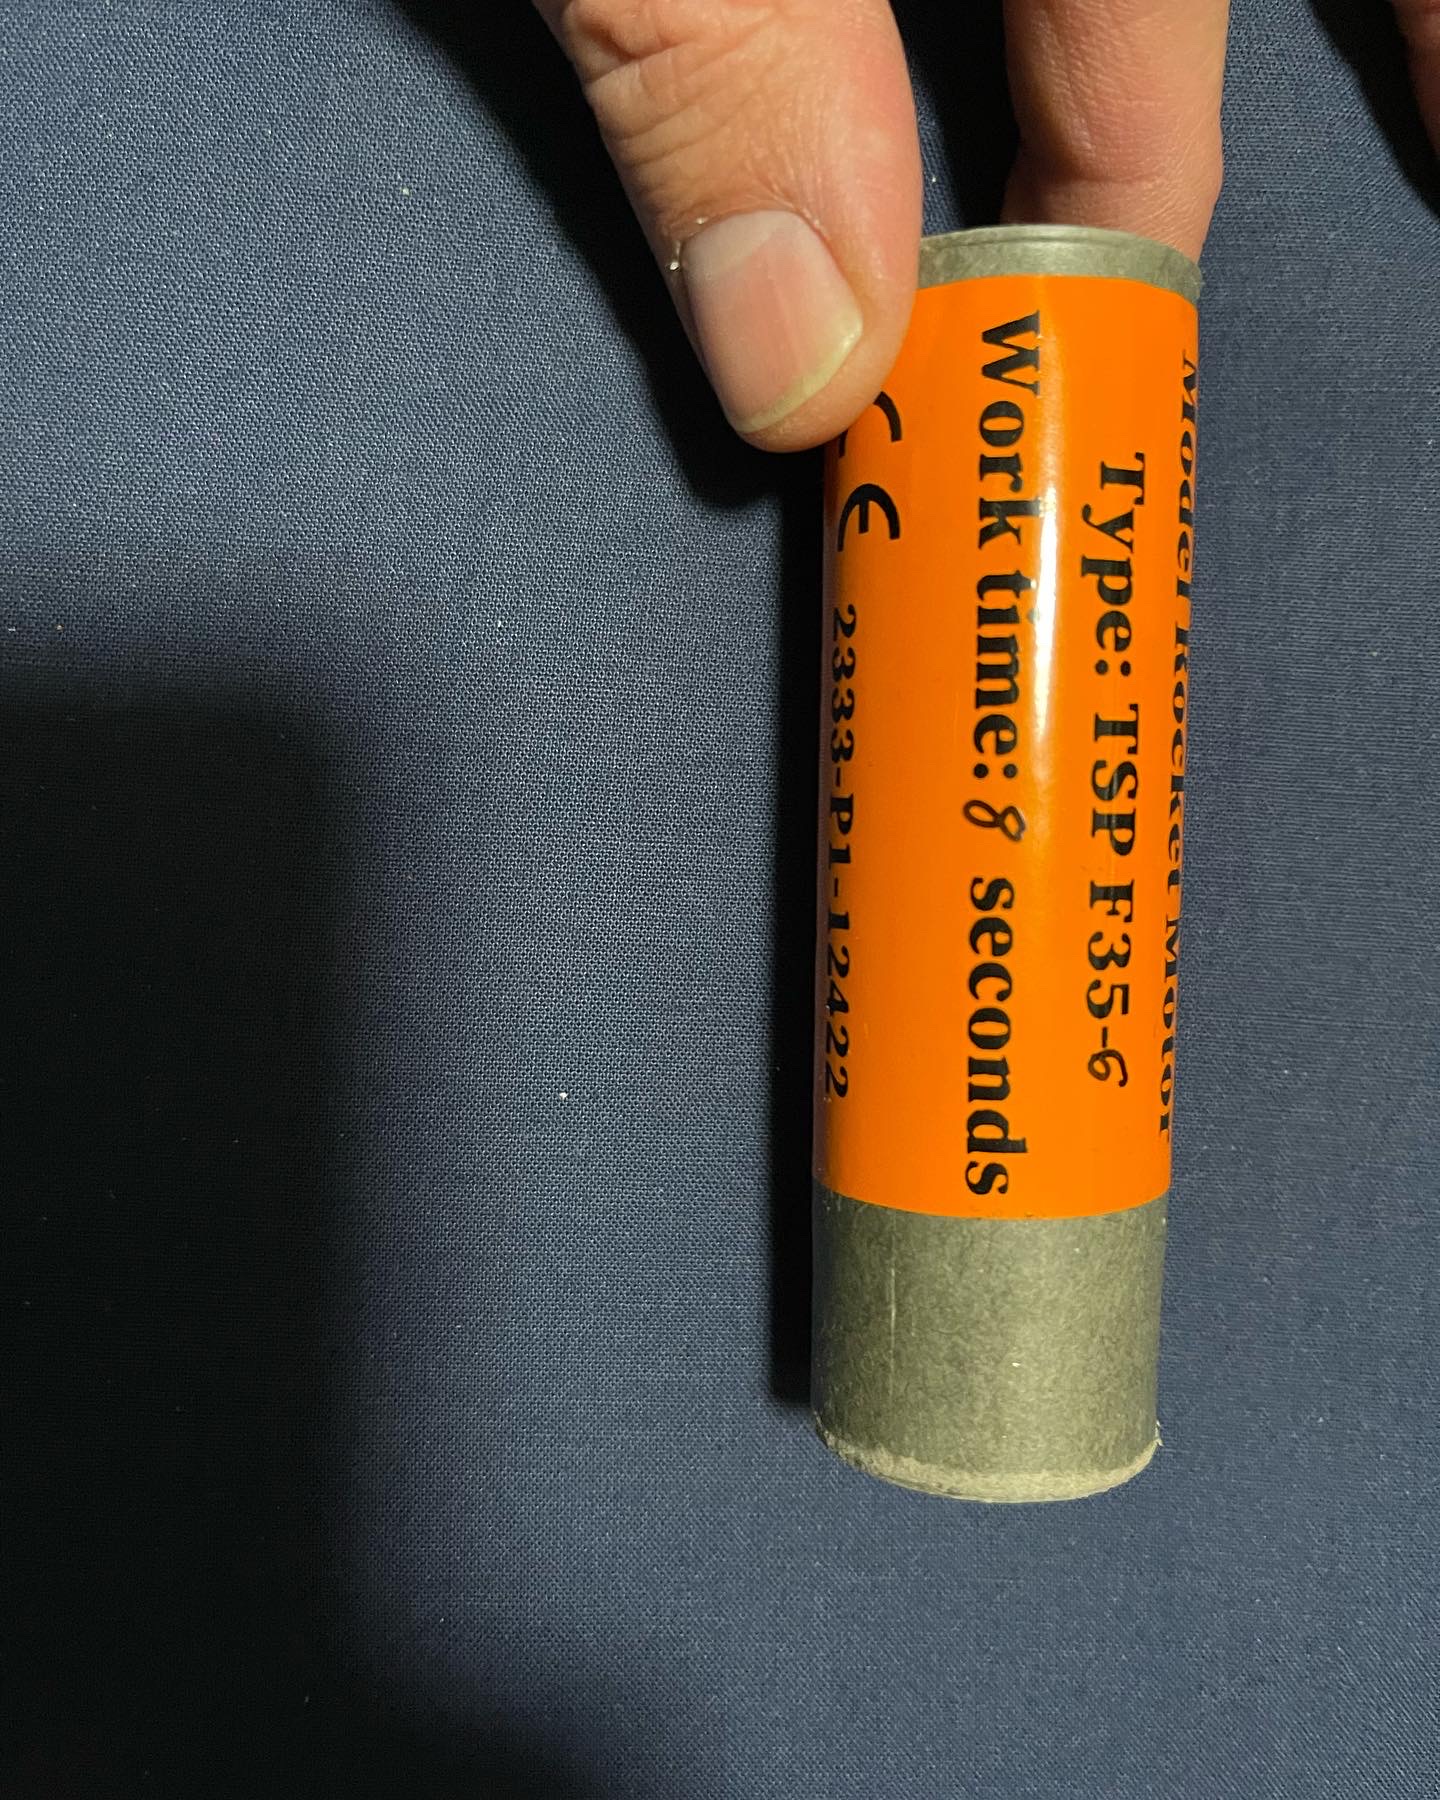 Model Rocket Motor
Type: TSP F35-6
Work time: 8 seconds
CE 2333-P1-12422